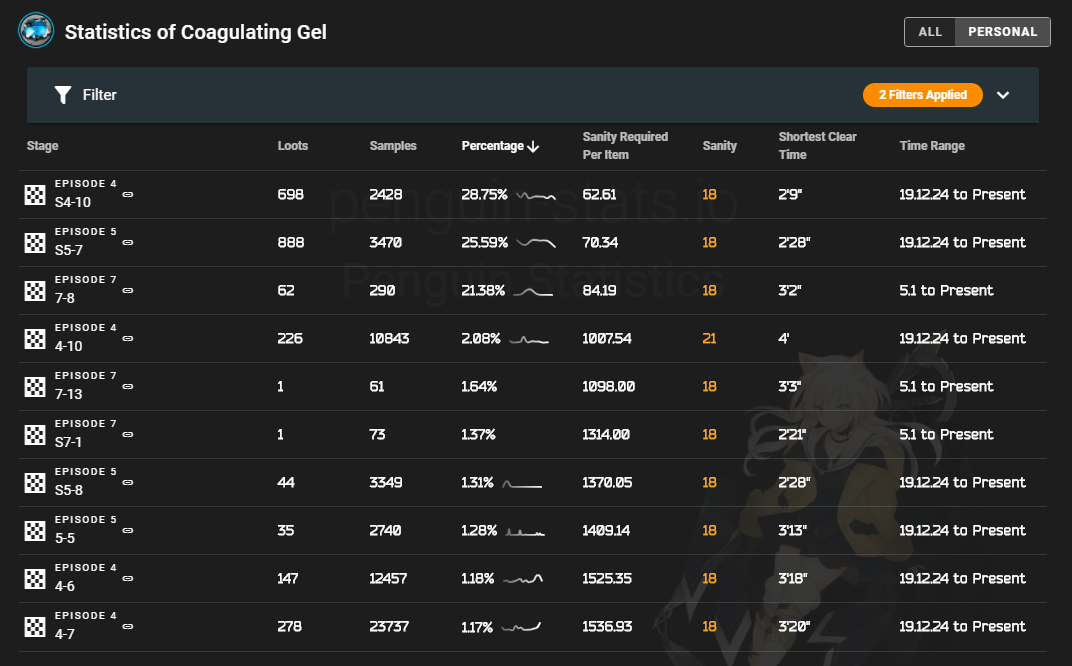 Statistics of Coagulating Gel
ALL PERSONAL
Filter
2 Filters Applied
Stage Loots Samples Percentage Sanity Required Per Item Sanity Shortest Clear Time Time Range
penguin-stats.io
Penguin Statistics
EPISODE 4
S4-10 698 2428 28.75% 62.61 18 2'9" 19.12.24 to Present
EPISODE 5
S5-7 888 3470 25.59% 70.34 18 2'28" 19.12.24 to Present
EPISODE 7
7-8 62 290 21.38% 84.19 18 3'2" 5.1 to Present
EPISODE 4
4-10 226 10843 2.08% 1007.54 21 4' 19.12.24 to Present
EPISODE 7
7-13 1 61 1.64% 1098.00 18 3'3" 5.1 to Present
EPISODE 7
S7-1 1 73 1.37% 1314.00 18 2'21" 5.1 to Present
EPISODE 5
S5-8 44 3349 1.31% 1370.05 18 2'28" 19.12.24 to Present
EPISODE 5
5-5 35 2740 1.28% 1409.14 18 3'13" 19.12.24 to Present
EPISODE 4
4-6 147 12457 1.18% 1525.35 18 3'18" 19.12.24 to Present
EPISODE 4
4-7 278 23737 1.17% 1536.93 18 3'20" 19.12.24 to Present